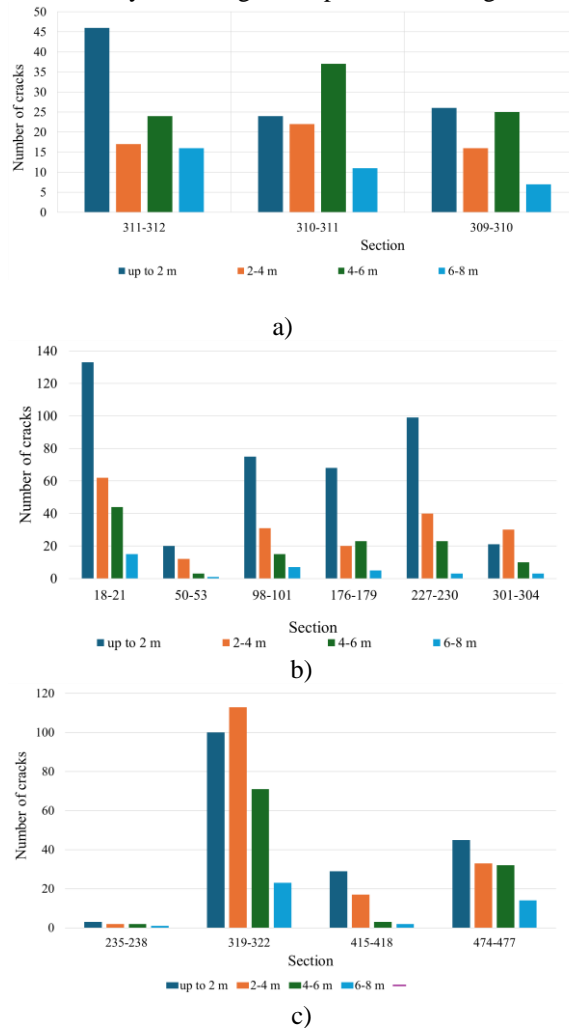 Number of cracks
50
45
40
35
30
25
20
15
10
5
0
311-312 310-311 309-310
Section
up to 2 m 2-4 m 4-6 m 6-8 m
a)
Number of cracks
140
120
100
80
60
40
20
0
18-21 50-53 98-101 176-179 227-230 301-304
Section
up to 2 m 2-4 m 4-6 m 6-8 m
b)
Number of cracks
120
100
80
60
40
20
0
235-238 319-322 415-418 474-477
Section
up to 2 m 2-4 m 4-6 m 6-8 m
c)